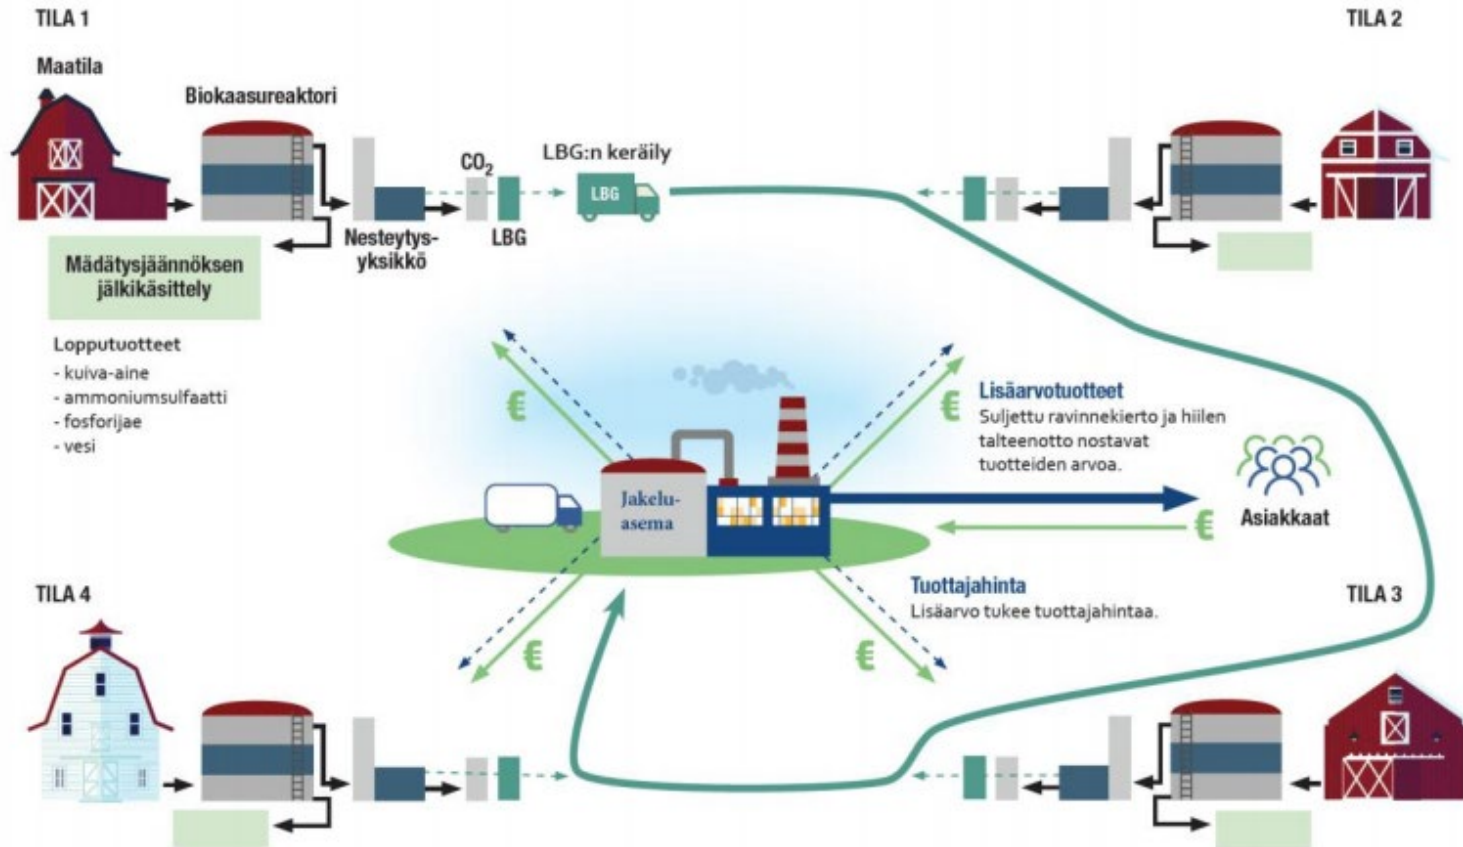 TILA 1
TILA 2
Maatila
Biokaasureaktori
CO₂
LBG:n keräily
LBG
Nesteytys-
yksikkö
LBG
Mädätysjäännöksen
jälkikäsittely
Lopputuotteet
- kuiva-aine
- ammoniumsulfaatti
- fosforijae
- vesi
€
€
Lisäarvotuotteet
Suljettu ravinnekierto ja hiilen
talteenotto nostavat
tuotteiden arvoa.
Jakelu-
asema
Asiakkaat
€
Tuottajahinta
Lisäarvo tukee tuottajahintaa.
TILA 4
TILA 3
€
€